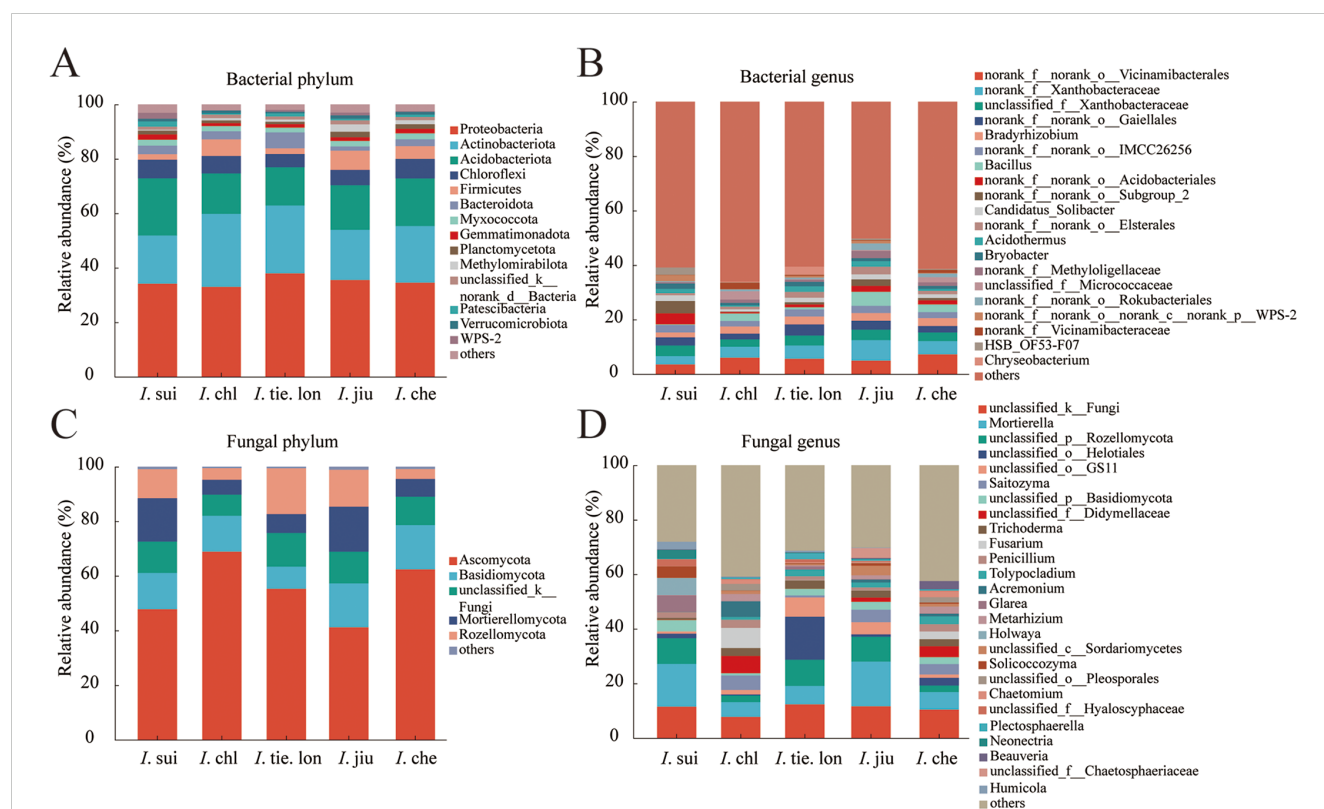 A
Bacterial phylum
Relative abundance (%)
100
80
60
40
20
0
I. sui
I. chl
I. tie. lon
I. jiu
I. che
Proteobacteria
Actinobacteriota
Acidobacteriota
Chloroflexi
Firmicutes
Bacteroidota
Myxococcota
Gemmatimonadota
Planctomycetota
Methylomirabilota
unclassified_k__
norank_d__Bacteria
Patescibacteria
Verrucomicrobiota
WPS-2
others
B
Bacterial genus
Relative abundance (%)
100
80
60
40
20
0
I. sui
I. chl
I. tie. lon
I. jiu
I. che
norank_f__norank_o__Vicinamibacterales
norank_f__Xanthobacteraceae
unclassified_f__Xanthobacteraceae
norank_f__norank_o__Gaiellales
Bradyrhizobium
norank_f__norank_o__IMCC26256
Bacillus
norank_f__norank_o__Acidobacteriales
norank_f__norank_o__Subgroup_2
Candidatus_Solibacter
norank_f__norank_o__Elsterales
Acidothermus
Bryobacter
norank_f__Methyloligellaceae
unclassified_f__Micrococcaceae
norank_f__norank_o__Rokubacteriales
norank_f__norank_o__norank_c__norank_p__WPS-2
norank_f__Vicinamibacteraceae
HSB_OF53-F07
Chryseobacterium
others
C
Fungal phylum
Relative abundance (%)
100
80
60
40
20
0
I. sui
I. chl
I. tie. lon
I. jiu
I. che
Ascomycota
Basidiomycota
unclassified_k__
Fungi
Mortierellomycota
Rozellomycota
others
D
Fungal genus
Relative abundance (%)
100
80
60
40
20
0
I. sui
I. chl
I. tie. lon
I. jiu
I. che
unclassified_k__Fungi
Mortierella
unclassified_p__Rozellomycota
unclassified_o__Helotiales
unclassified_o__GS11
Saitozyma
unclassified_p__Basidiomycota
unclassified_f__Didymellaceae
Trichoderma
Fusarium
Penicillium
Tolypocladium
Acremonium
Glarea
Metarhizium
Holwaya
unclassified_c__Sordariomycetes
Solicoccozyma
unclassified_o__Pleosporales
Chaetomium
unclassified_f__Hyaloscyphaceae
Plectosphaerella
Neonectria
Beauveria
unclassified_f__Chaetosphaeriaceae
Humicola
others